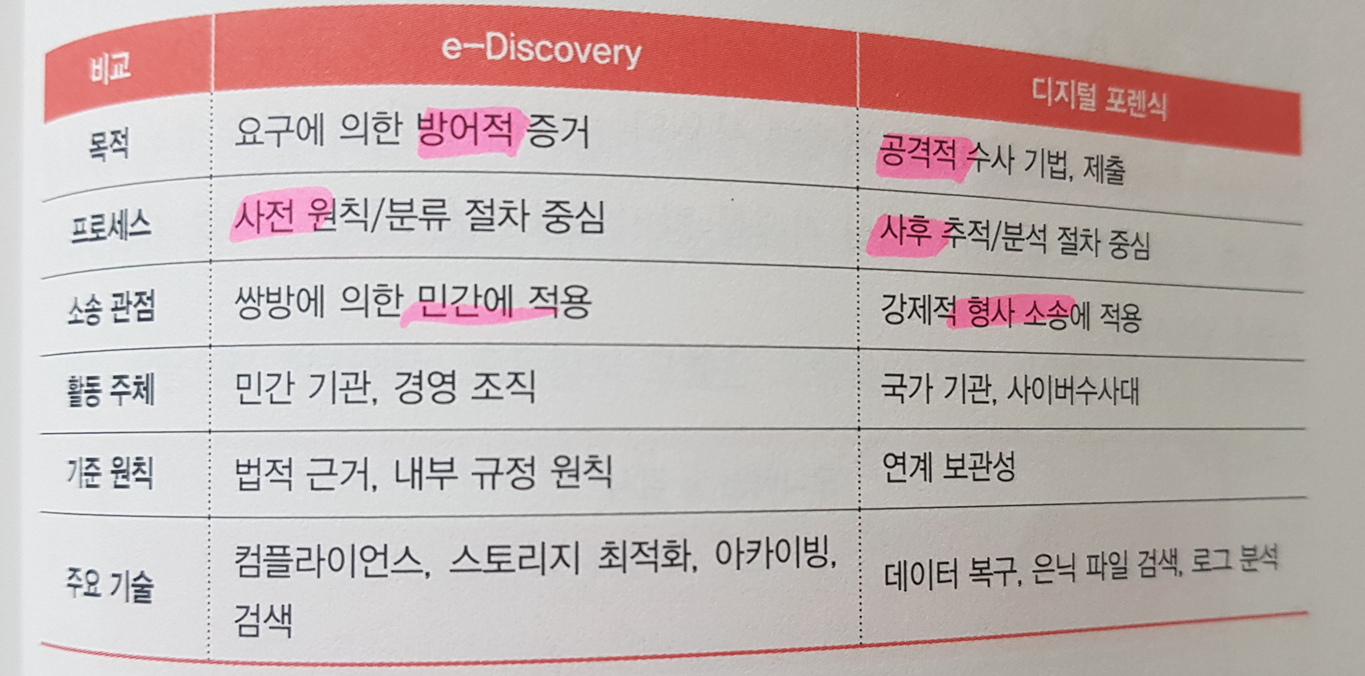 비교 e-Discovery 디지털 포렌식
목적 요구에 의한 방어적 증거 공격적 수사 기법, 제출
프로세스 사전 원칙/분류 절차 중심 사후 추적/분석 절차 중심
소송 관점 쌍방에 의한 민간에 적용 강제적 형사 소송에 적용
활동 주체 민간 기관, 경영 조직 국가 기관, 사이버수사대
기준 원칙 법적 근거, 내부 규정 원칙 연계 보관성
주요 기술 컴플라이언스, 스토리지 최적화, 아카이빙, 데이터 복구, 은닉 파일 검색, 로그 분석
검색